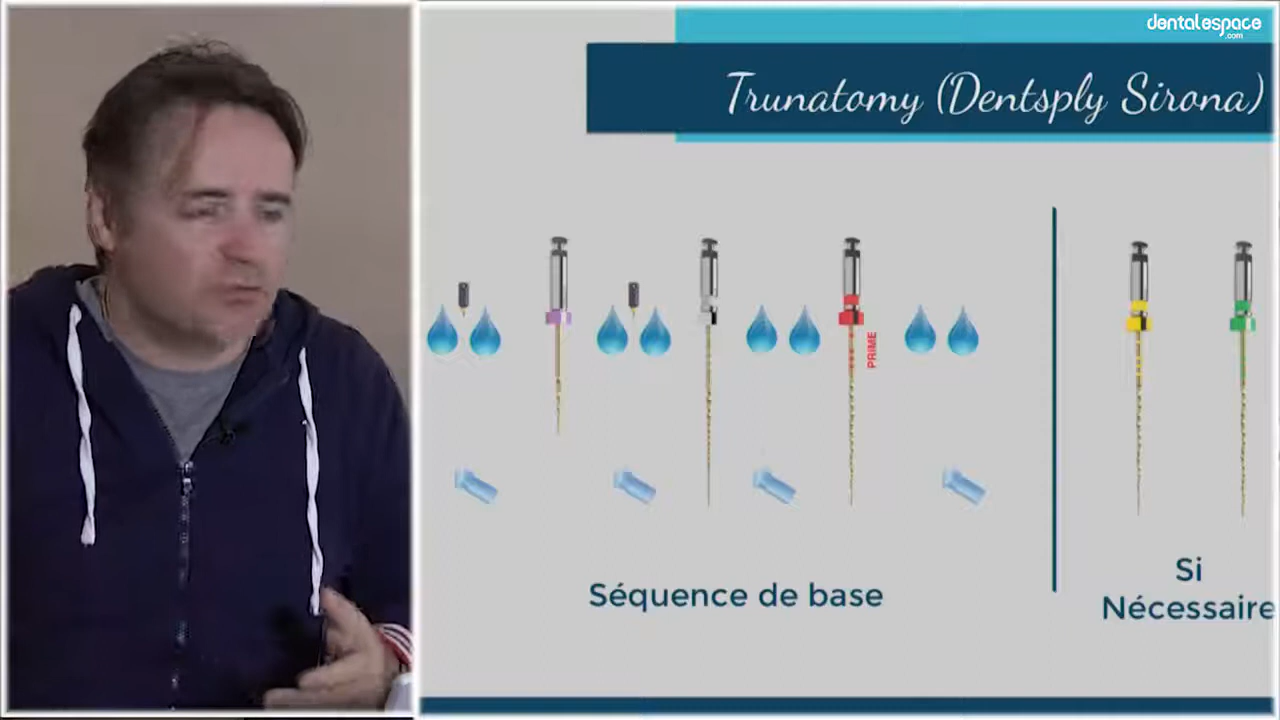 dentalespace
.com
Trunatomy (Dentsply Sirona)
PRIME
Séquence de base
Si
Nécessaire